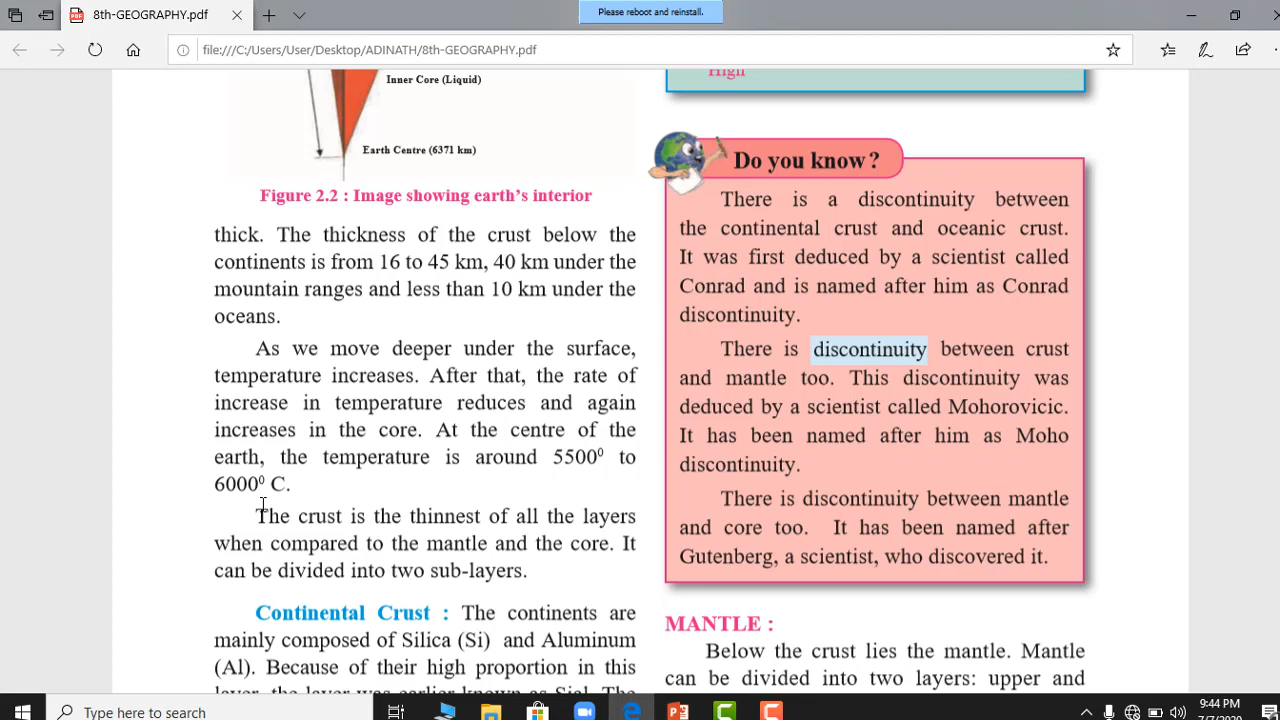 8th-GEOGRAPHY.pdf
Please reboot and reinstall.
file:///C:/Users/User/Desktop/ADINATH/8th-GEOGRAPHY.pdf
Inner Core (Liquid)
Earth Centre (6371 km)
Figure 2.2 : Image showing earth's interior
thick. The thickness of the crust below the
continents is from 16 to 45 km, 40 km under the
mountain ranges and less than 10 km under the
oceans.
As we move deeper under the surface,
temperature increases. After that, the rate of
increase in temperature reduces and again
increases in the core. At the centre of the
earth, the temperature is around 5500⁰ to
6000⁰ C.
The crust is the thinnest of all the layers
when compared to the mantle and the core. It
can be divided into two sub-layers.
Continental Crust : The continents are
mainly composed of Silica (Si) and Aluminum
(Al). Because of their high proportion in this
layer, the layer was earlier known as Sial. The
High
Do you know?
There is a discontinuity between
the continental crust and oceanic crust.
It was first deduced by a scientist called
Conrad and is named after him as Conrad
discontinuity.
There is discontinuity between crust
and mantle too. This discontinuity was
deduced by a scientist called Mohorovicic.
It has been named after him as Moho
discontinuity.
There is discontinuity between mantle
and core too. It has been named after
Gutenberg, a scientist, who discovered it.
MANTLE :
Below the crust lies the mantle. Mantle
can be divided into two layers: upper and
Type here to search
9:44 PM